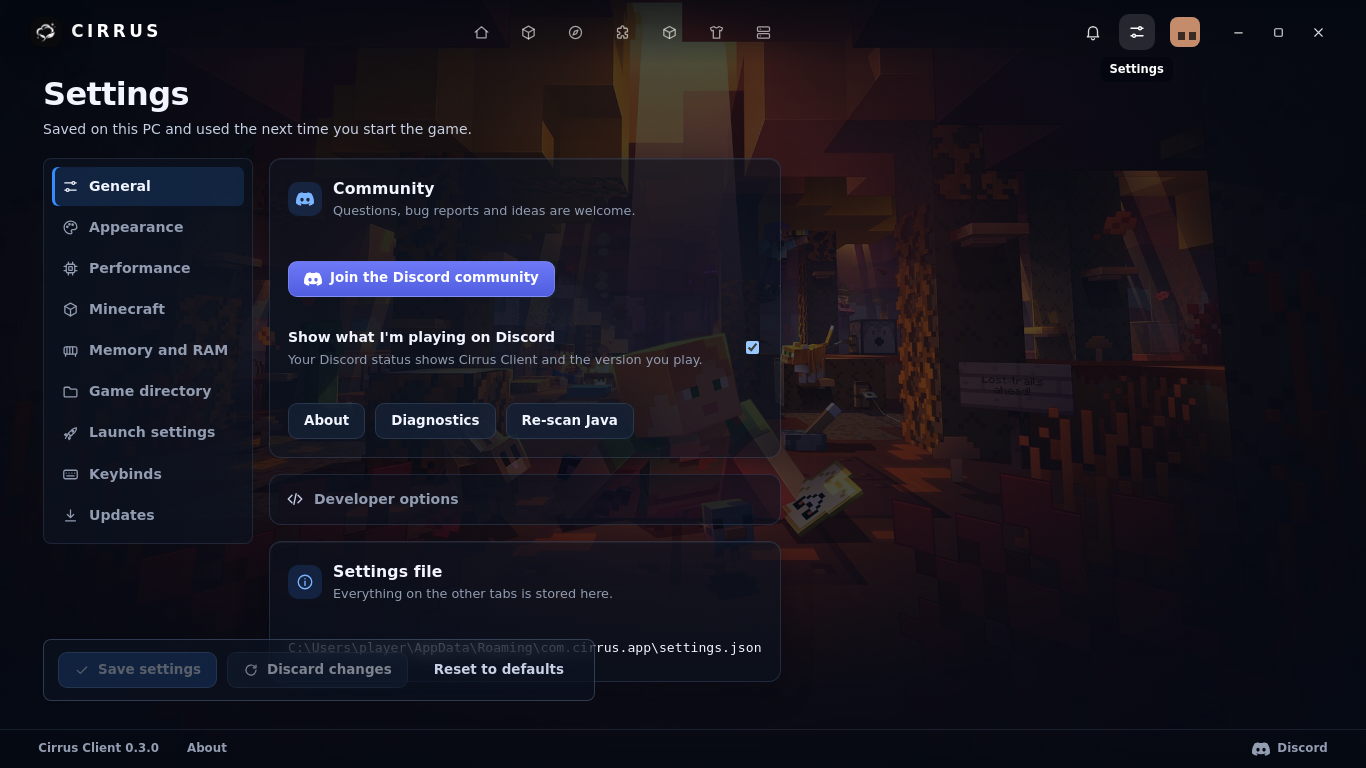 CIRRUS
Settings
Settings
Saved on this PC and used the next time you start the game.
General
Appearance
Performance
Minecraft
Memory and RAM
Game directory
Launch settings
Keybinds
Updates
Community
Questions, bug reports and ideas are welcome.
Join the Discord community
Show what I'm playing on Discord
Your Discord status shows Cirrus Client and the version you play.
About
Diagnostics
Re-scan Java
Developer options
Settings file
Everything on the other tabs is stored here.
C:\Users\player\AppData\Roaming\com.cirrus.app\settings.json
Save settings
Discard changes
Reset to defaults
Cirrus Client 0.3.0
About
Discord